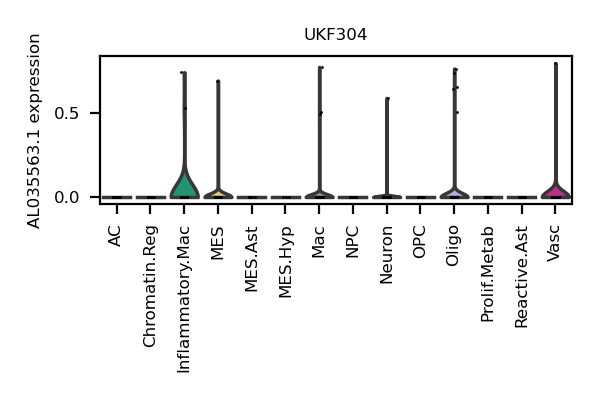 UKF304
AL035563.1 expression
0.5
0.0
AC
Chromatin.Reg
Inflammatory.Mac
MES
MES.Ast
MES.Hyp
Mac
NPC
Neuron
OPC
Oligo
Prolif.Metab
Reactive.Ast
Vasc